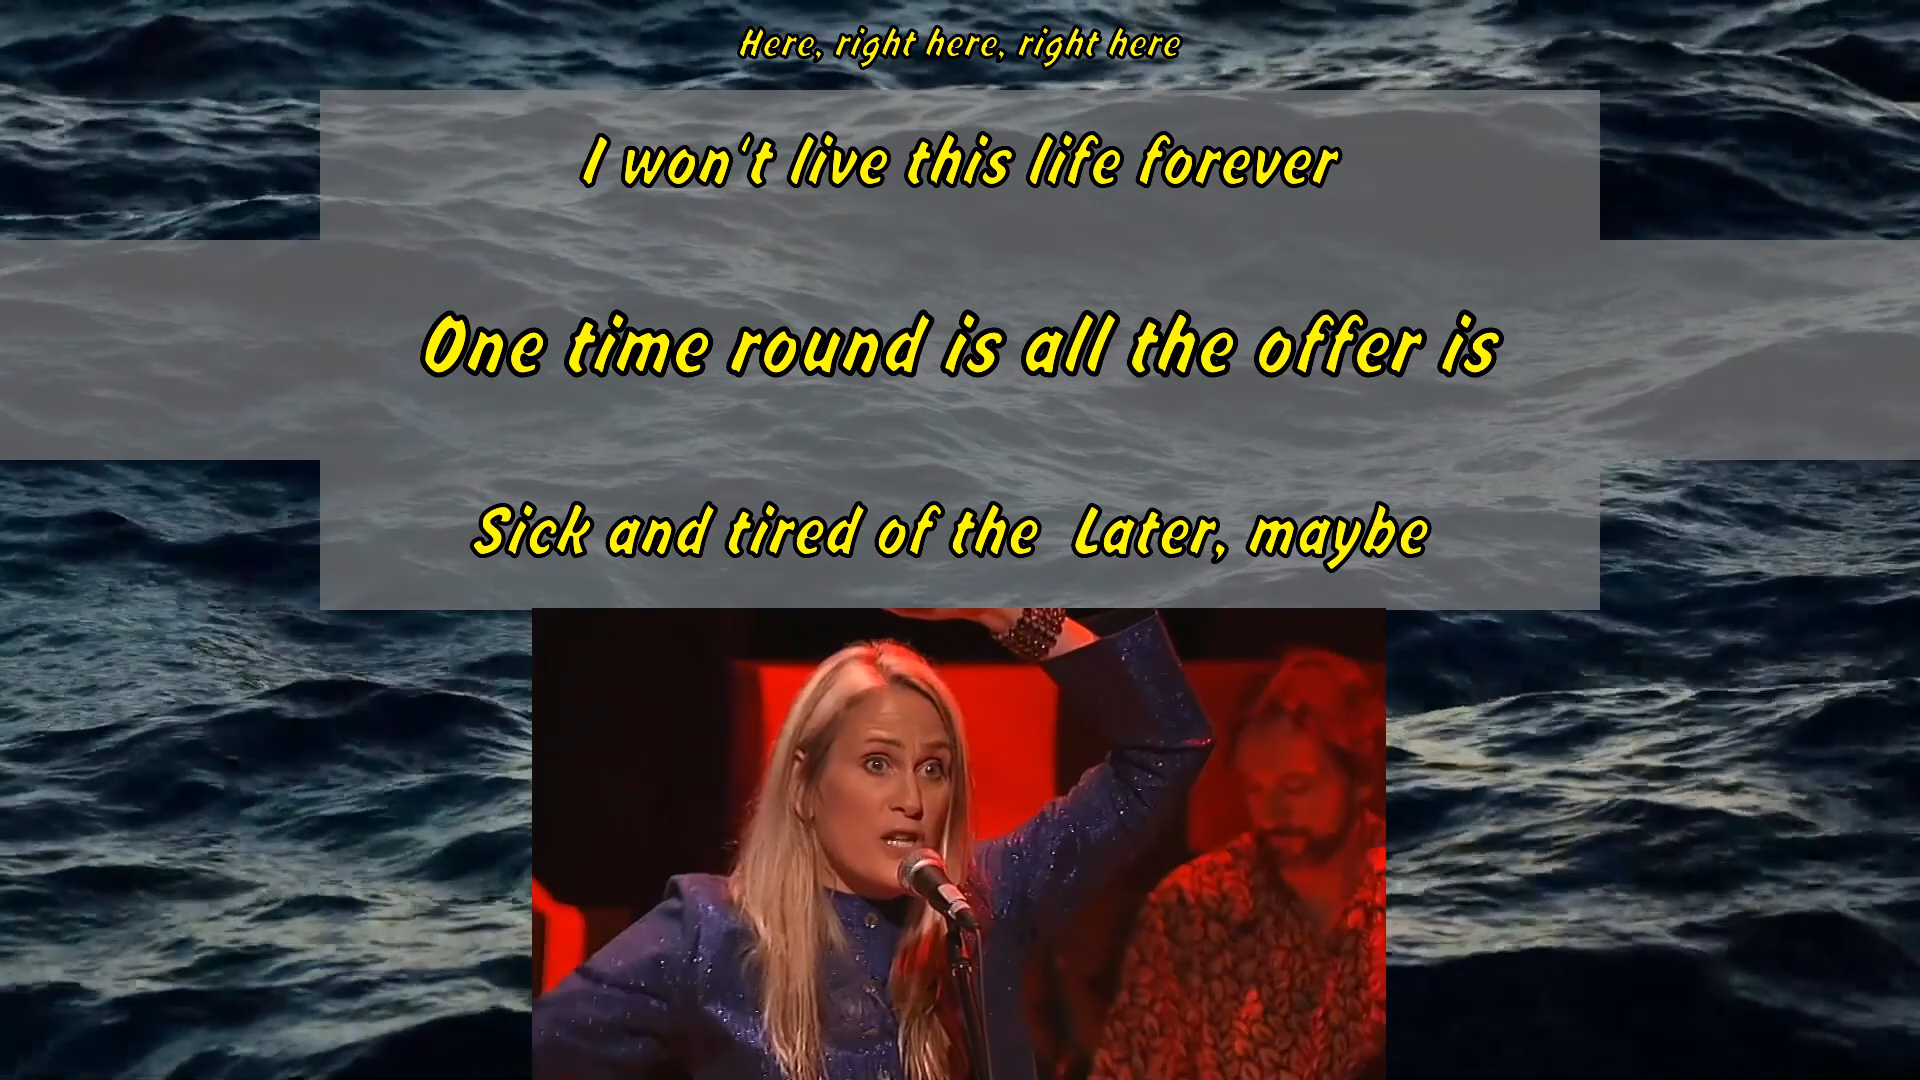 Here, right here, right here
I won't live this life forever
One time round is all the offer is
Sick and tired of the  Later, maybe